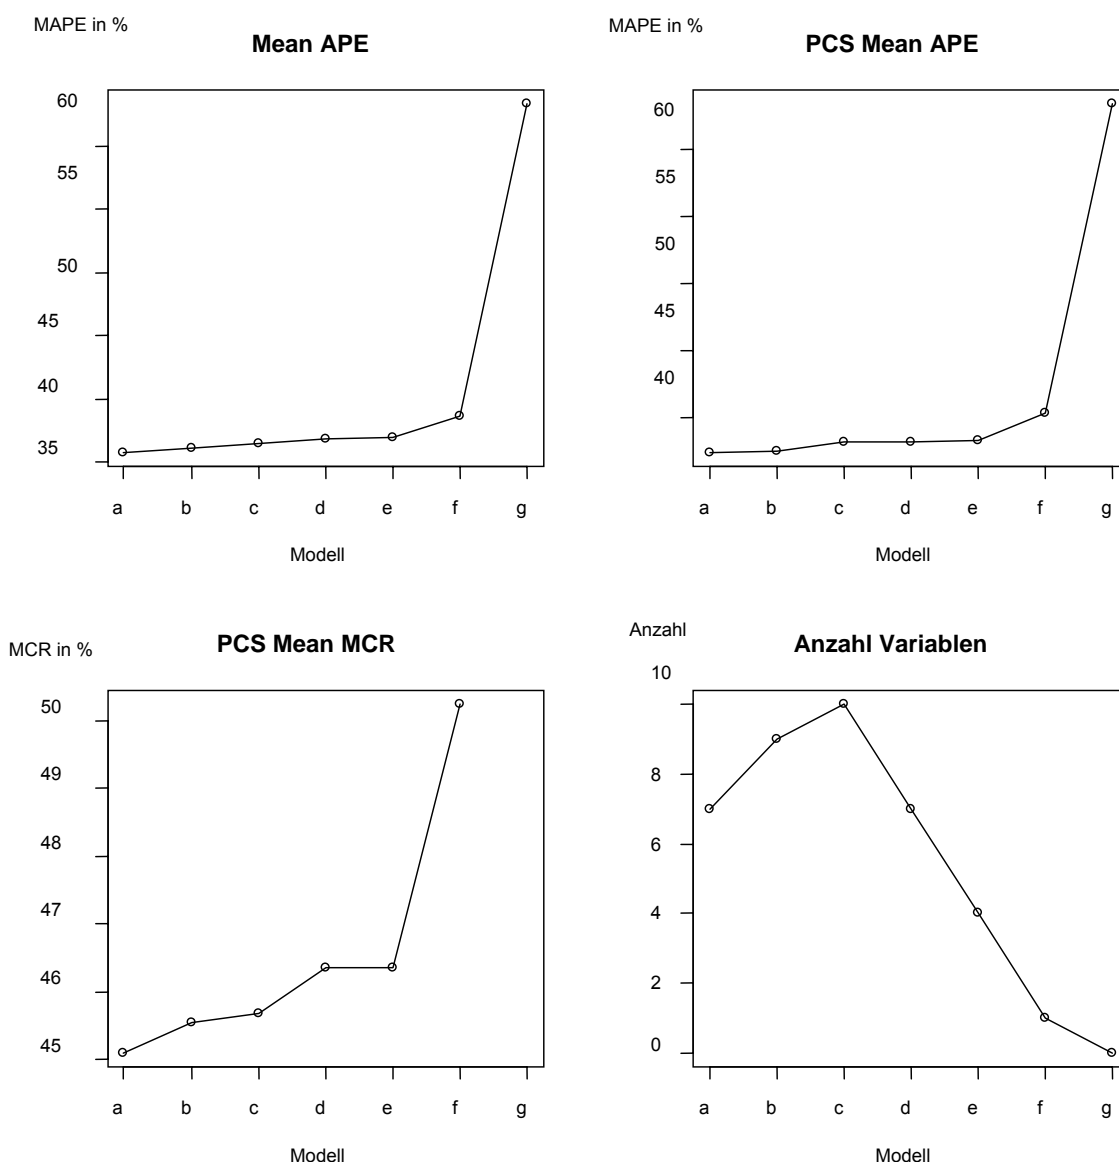 MAPE in %
Mean APE
60
55
50
45
40
35
a b c d e f g
Modell
MAPE in %
PCS Mean APE
60
55
50
45
40
a b c d e f g
Modell
MCR in %
PCS Mean MCR
50
49
48
47
46
45
a b c d e f g
Modell
Anzahl
Anzahl Variablen
10
8
6
4
2
0
a b c d e f g
Modell